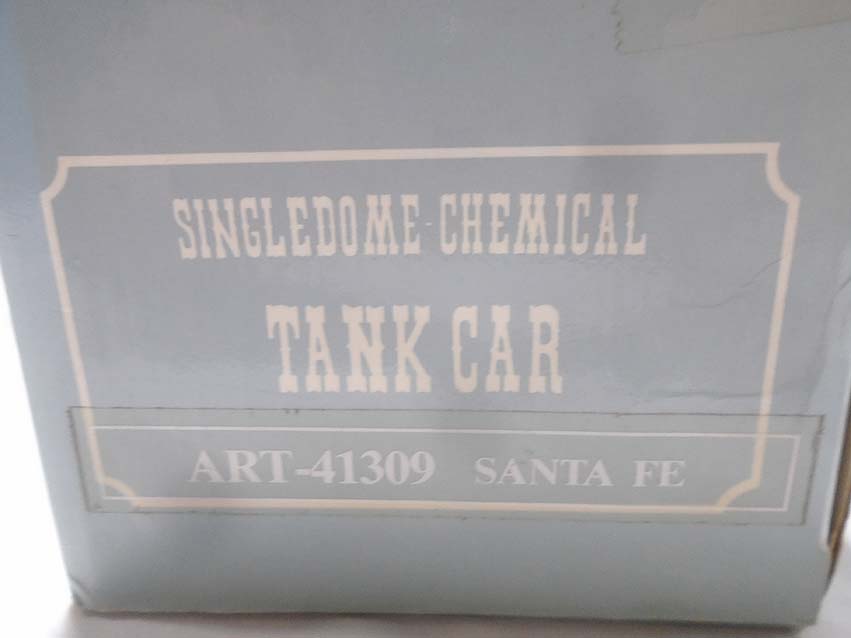 SINGLEDOME-CHEMICAL
TANK CAR
ART-41309 SANTA FE